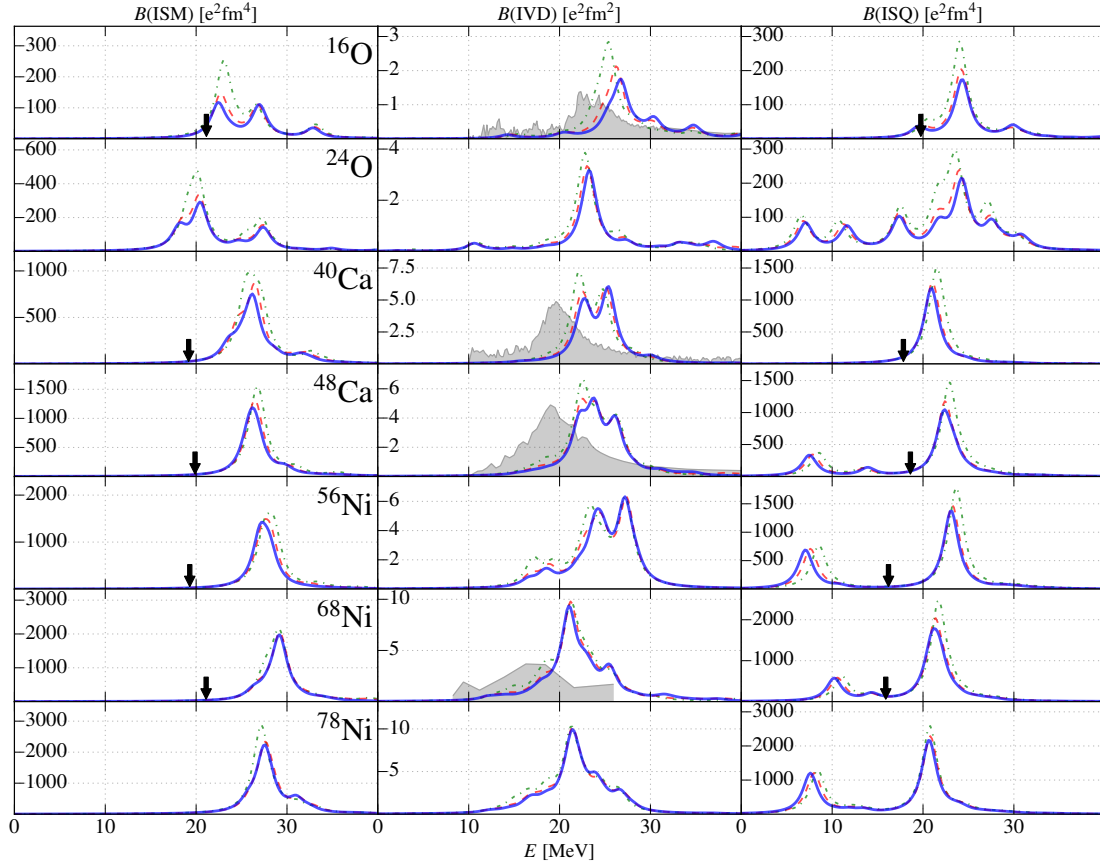 B(ISM) [e²fm⁴] B(IVD) [e²fm²] B(ISQ) [e²fm⁴]
300 200 100 ¹⁶O 3 2 1 0 300 200 100
600 400 200 ²⁴O 4 2 300 200 100
1000 500 ⁴⁰Ca 7.5 5.0 2.5 1500 1000 500
1500 1000 500 ⁴⁸Ca 6 4 2 1500 1000 500
2000 1000 ⁵⁶Ni 6 4 2 1500 1000 500
3000 2000 1000 ⁶⁸Ni 10 5 2000 1000
3000 2000 1000 ⁷⁸Ni 10 5 3000 2000 1000
0 20 30 0 20 30 0 10 20 30
E [MeV]